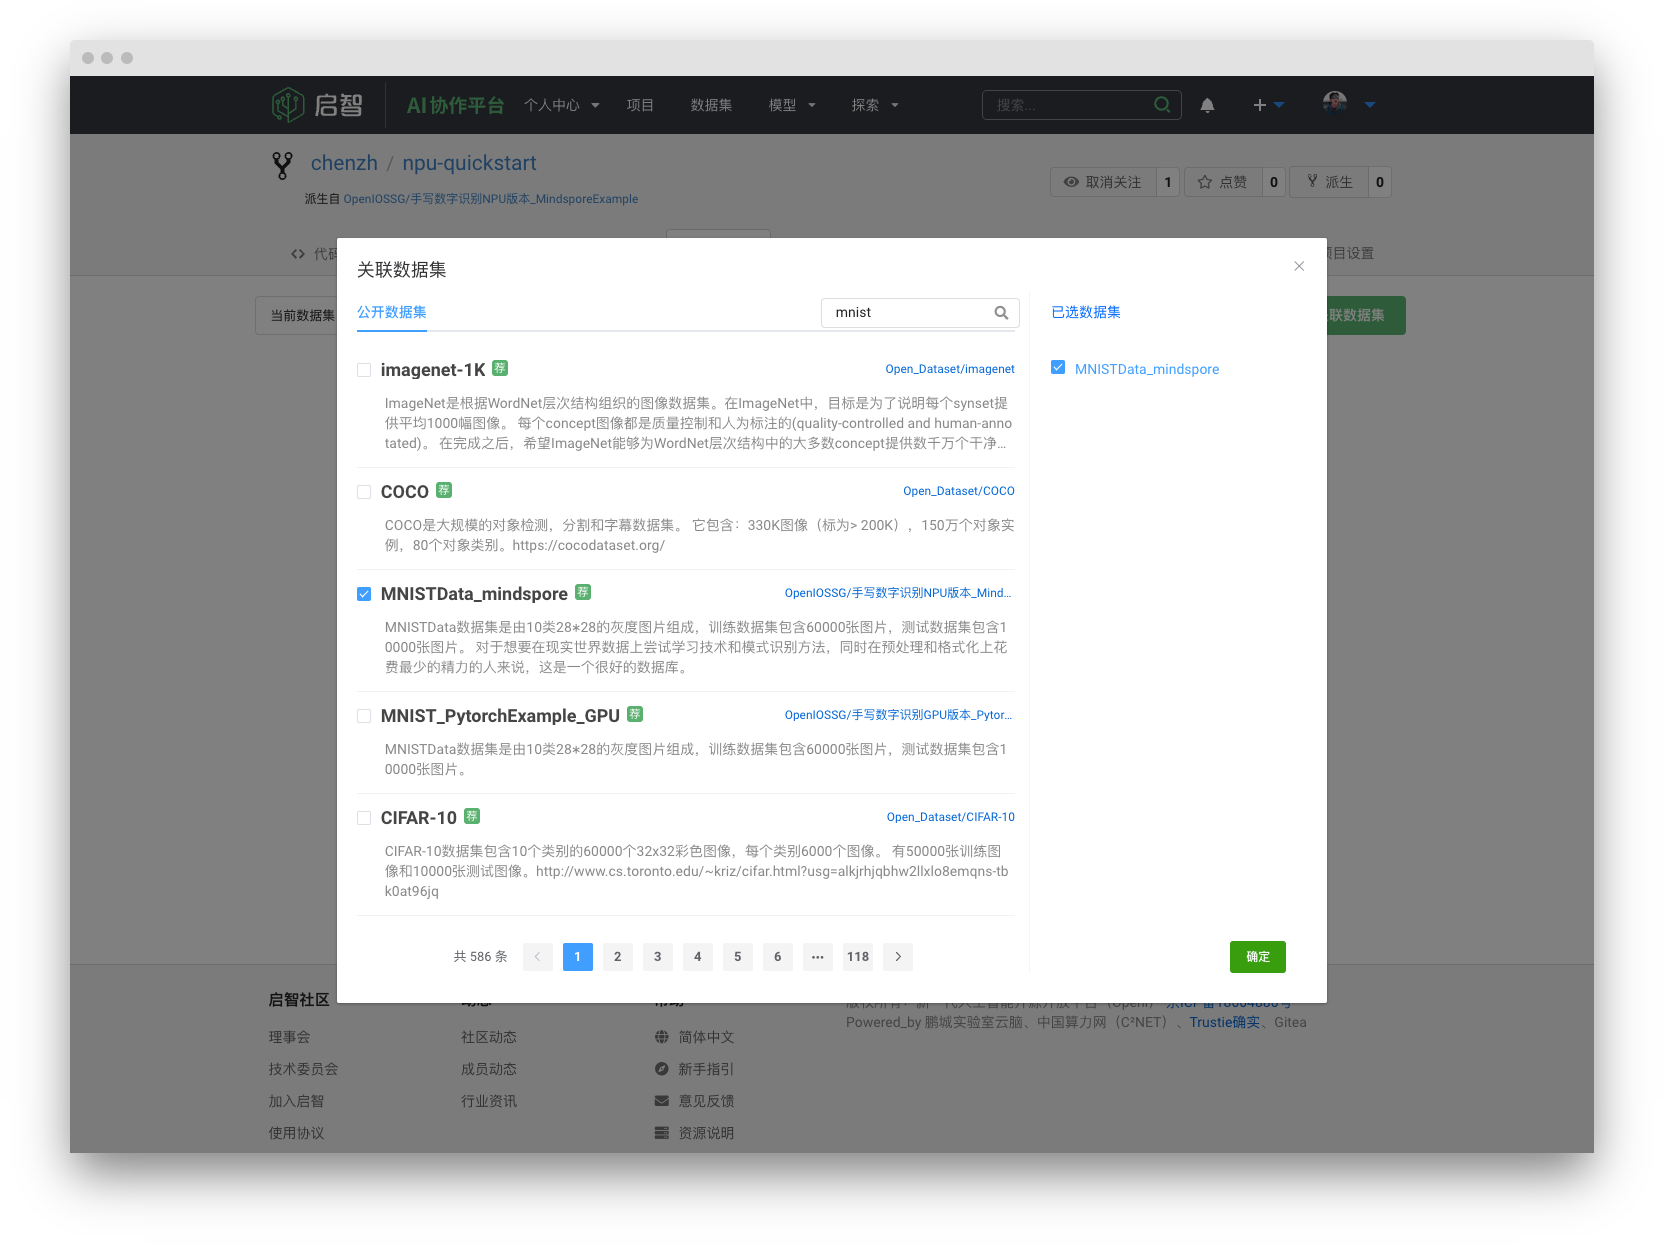 启智 AI协作平台 个人中心 项目 数据集 模型 探索 搜索...
chenzh / npu-quickstart
取消关注 1 点赞 0 派生 0
派生自 OpenIOSSG/手写数字识别NPU版本_MindsporeExample
代码 项目设置
关联数据集
当前数据集 联数据集
公开数据集 mnist 已选数据集
imagenet-1K 荐 Open_Dataset/imagenet
MNISTData_mindspore
ImageNet是根据WordNet层次结构组织的图像数据集。在ImageNet中，目标是为了说明每个synset提
供平均1000幅图像。 每个concept图像都是质量控制和人为标注的(quality-controlled and human-anno
tated)。 在完成之后，希望ImageNet能够为WordNet层次结构中的大多数concept提供数千万个干净...
COCO 荐 Open_Dataset/COCO
COCO是大规模的对象检测，分割和字幕数据集。 它包含：330K图像（标为> 200K），150万个对象实
例，80个对象类别。https://cocodataset.org/
MNISTData_mindspore 荐 OpenIOSSG/手写数字识别NPU版本_Mind...
MNISTData数据集是由10类28*28的灰度图片组成，训练数据集包含60000张图片，测试数据集包含1
0000张图片。 对于想要在现实世界数据上尝试学习技术和模式识别方法，同时在预处理和格式化上花
费最少的精力的人来说，这是一个很好的数据库。
MNIST_PytorchExample_GPU 荐 OpenIOSSG/手写数字识别GPU版本_Pytor...
MNISTData数据集是由10类28*28的灰度图片组成，训练数据集包含60000张图片，测试数据集包含1
0000张图片。
CIFAR-10 荐 Open_Dataset/CIFAR-10
CIFAR-10数据集包含10个类别的60000个32x32彩色图像，每个类别6000个图像。 有50000张训练图
像和10000张测试图像。http://www.cs.toronto.edu/~kriz/cifar.html?usg=alkjrhjqbhw2llxlo8emqns-tb
k0at96jq
共 586 条 1 2 3 4 5 6 ··· 118
确定
启智社区
理事会
技术委员会
加入启智
使用协议
社区动态
成员动态
行业资讯
简体中文
新手指引
意见反馈
资源说明
Powered_by 鹏城实验室云脑、中国算力网（C²NET）、Trustie确实、Gitea